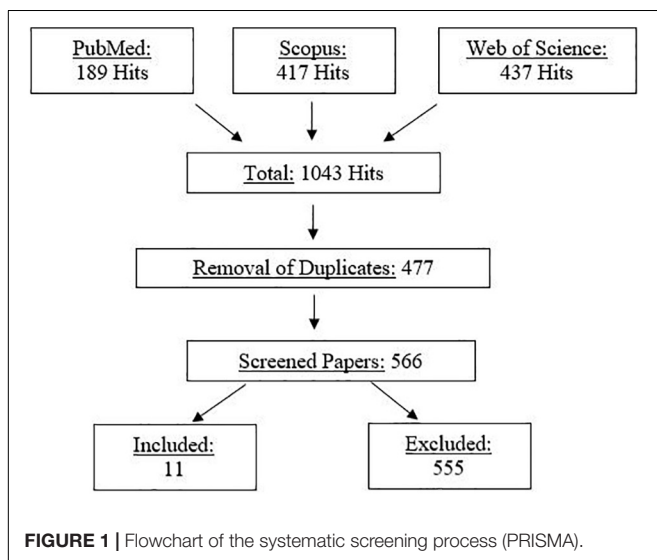 PubMed:
189 Hits
Scopus:
417 Hits
Web of Science:
437 Hits
Total: 1043 Hits
Removal of Duplicates: 477
Screened Papers: 566
Included:
11
Excluded:
555
FIGURE 1 | Flowchart of the systematic screening process (PRISMA).